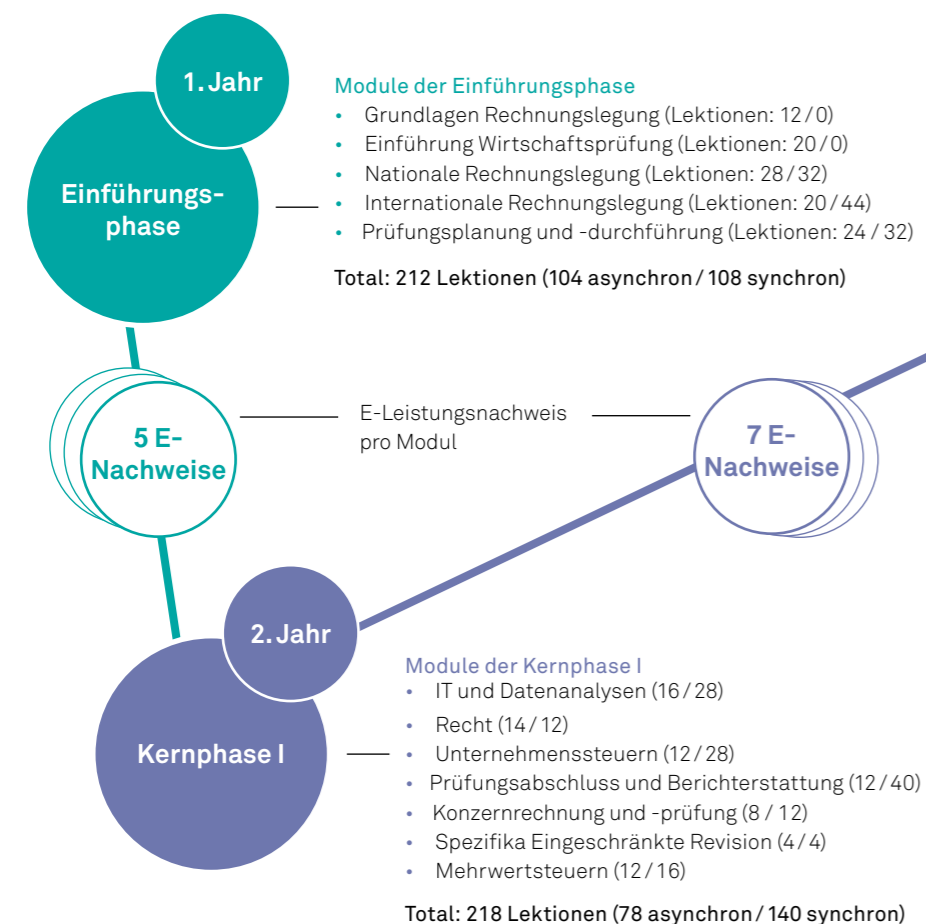 1. Jahr
Einführungs-
phase
Module der Einführungsphase
• Grundlagen Rechnungslegung (Lektionen: 12/0)
• Einführung Wirtschaftsprüfung (Lektionen: 20/0)
• Nationale Rechnungslegung (Lektionen: 28/32)
• Internationale Rechnungslegung (Lektionen: 20/44)
• Prüfungsplanung und -durchführung (Lektionen: 24/32)
Total: 212 Lektionen (104 asynchron/108 synchron)
5 E-
Nachweise
E-Leistungsnachweis
pro Modul
7 E-
Nachweise
2. Jahr
Kernphase I
Module der Kernphase I
• IT und Datenanalysen (16/28)
• Recht (14/12)
• Unternehmenssteuern (12/28)
• Prüfungsabschluss und Berichterstattung (12/40)
• Konzernrechnung und -prüfung (8/12)
• Spezifika Eingeschränkte Revision (4/4)
• Mehrwertsteuern (12/16)
Total: 218 Lektionen (78 asynchron/140 synchron)